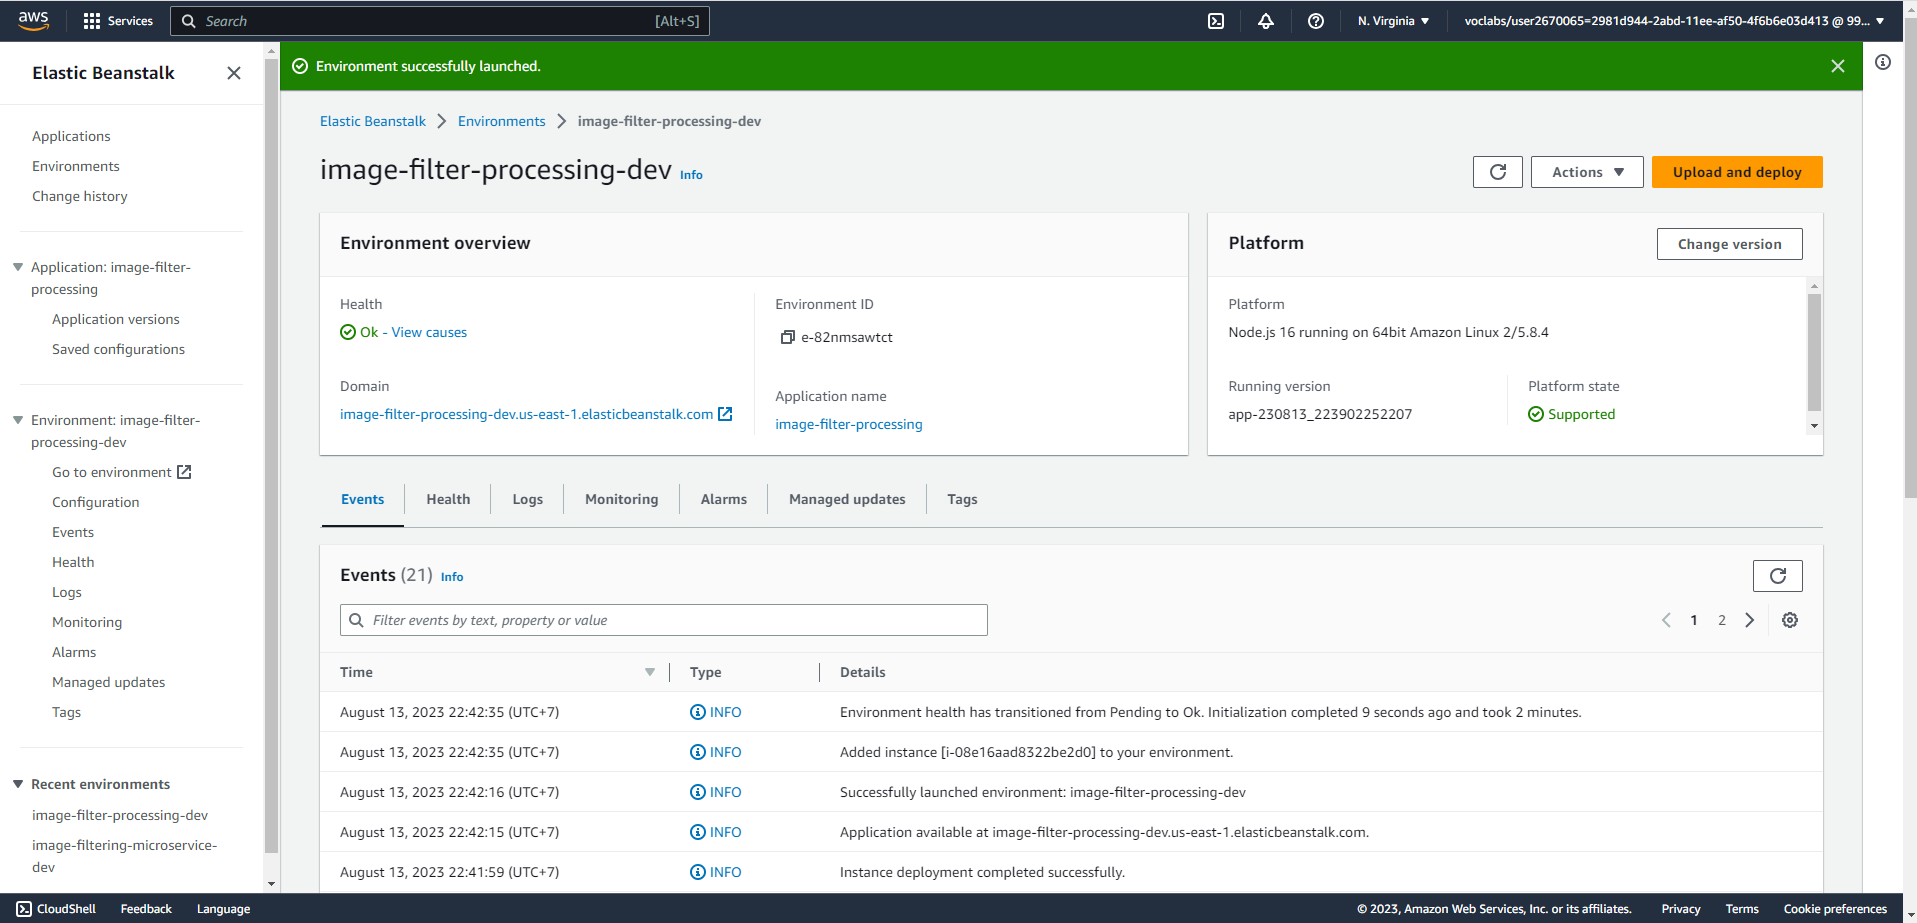 aws
Services
Search
[Alt+S]
N. Virginia
voclabs/user2670065=2981d944-2abd-11ee-af50-4f6b6e03d413 @ 99...
Elastic Beanstalk
Applications
Environments
Change history
Application: image-filter-
processing
Application versions
Saved configurations
Environment: image-filter-
processing-dev
Go to environment
Configuration
Events
Health
Logs
Monitoring
Alarms
Managed updates
Tags
Recent environments
image-filter-processing-dev
image-filtering-microservice-
dev
Environment successfully launched.
Elastic Beanstalk
Environments
image-filter-processing-dev
image-filter-processing-dev Info
Actions
Upload and deploy
Environment overview
Health
Ok - View causes
Domain
image-filter-processing-dev.us-east-1.elasticbeanstalk.com
Environment ID
e-82nmsawtct
Application name
image-filter-processing
Platform
Change version
Platform
Node.js 16 running on 64bit Amazon Linux 2/5.8.4
Running version
app-230813_223902252207
Platform state
Supported
Events
Health
Logs
Monitoring
Alarms
Managed updates
Tags
Events (21) Info
Filter events by text, property or value
1 2
Time Type Details
August 13, 2023 22:42:35 (UTC+7) INFO Environment health has transitioned from Pending to Ok. Initialization completed 9 seconds ago and took 2 minutes.
August 13, 2023 22:42:35 (UTC+7) INFO Added instance [i-08e16aad8322be2d0] to your environment.
August 13, 2023 22:42:16 (UTC+7) INFO Successfully launched environment: image-filter-processing-dev
August 13, 2023 22:42:15 (UTC+7) INFO Application available at image-filter-processing-dev.us-east-1.elasticbeanstalk.com.
August 13, 2023 22:41:59 (UTC+7) INFO Instance deployment completed successfully.
CloudShell
Feedback
Language
© 2023, Amazon Web Services, Inc. or its affiliates.
Privacy
Terms
Cookie preferences